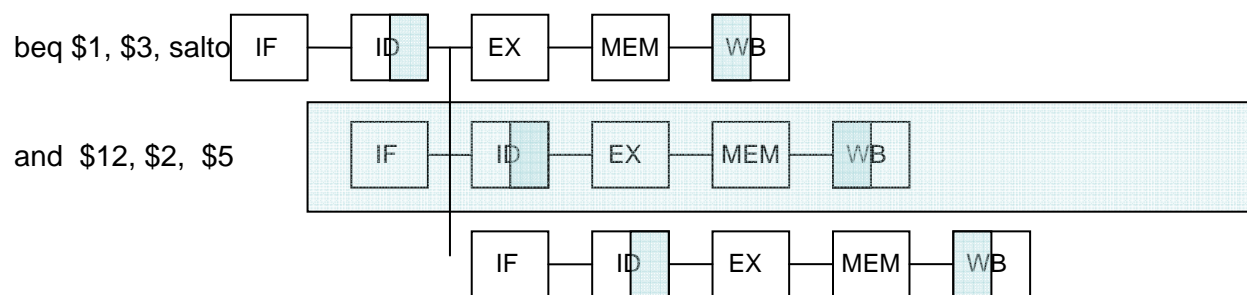 beq $1, $3, salto IF ID EX MEM WB
and $12, $2, $5 IF ID EX MEM WB
IF ID EX MEM WB